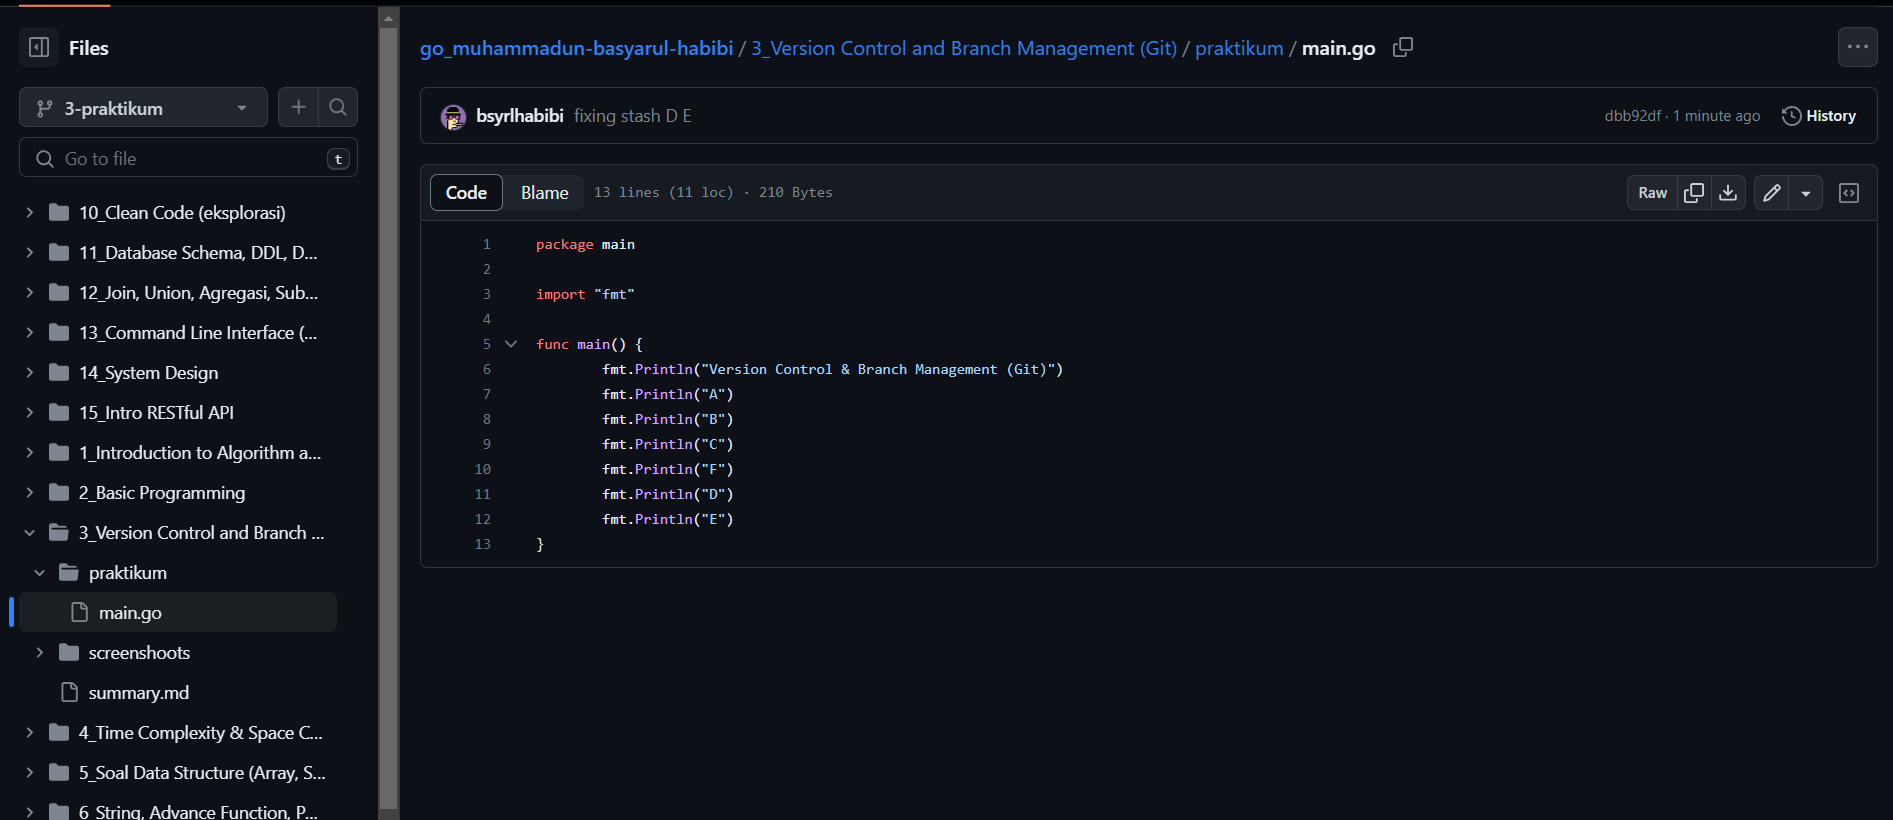 Files
3-praktikum
Go to file
t
10_Clean Code (eksplorasi)
11_Database Schema, DDL, D...
12_Join, Union, Agregasi, Sub...
13_Command Line Interface (...
14_System Design
15_Intro RESTful API
1_Introduction to Algorithm a...
2_Basic Programming
3_Version Control and Branch ...
praktikum
main.go
screenshoots
summary.md
4_Time Complexity & Space C...
5_Soal Data Structure (Array, S...
6_String, Advance Function, P...
go_muhammadun-basyarul-habibi / 3_Version Control and Branch Management (Git) / praktikum / main.go
bsyrlhabibi fixing stash D E
dbb92df · 1 minute ago
History
Code
Blame
13 lines (11 loc) · 210 Bytes
Raw
1 package main
2
3 import "fmt"
4
5 func main() {
6 fmt.Println("Version Control & Branch Management (Git)")
7 fmt.Println("A")
8 fmt.Println("B")
9 fmt.Println("C")
10 fmt.Println("F")
11 fmt.Println("D")
12 fmt.Println("E")
13 }